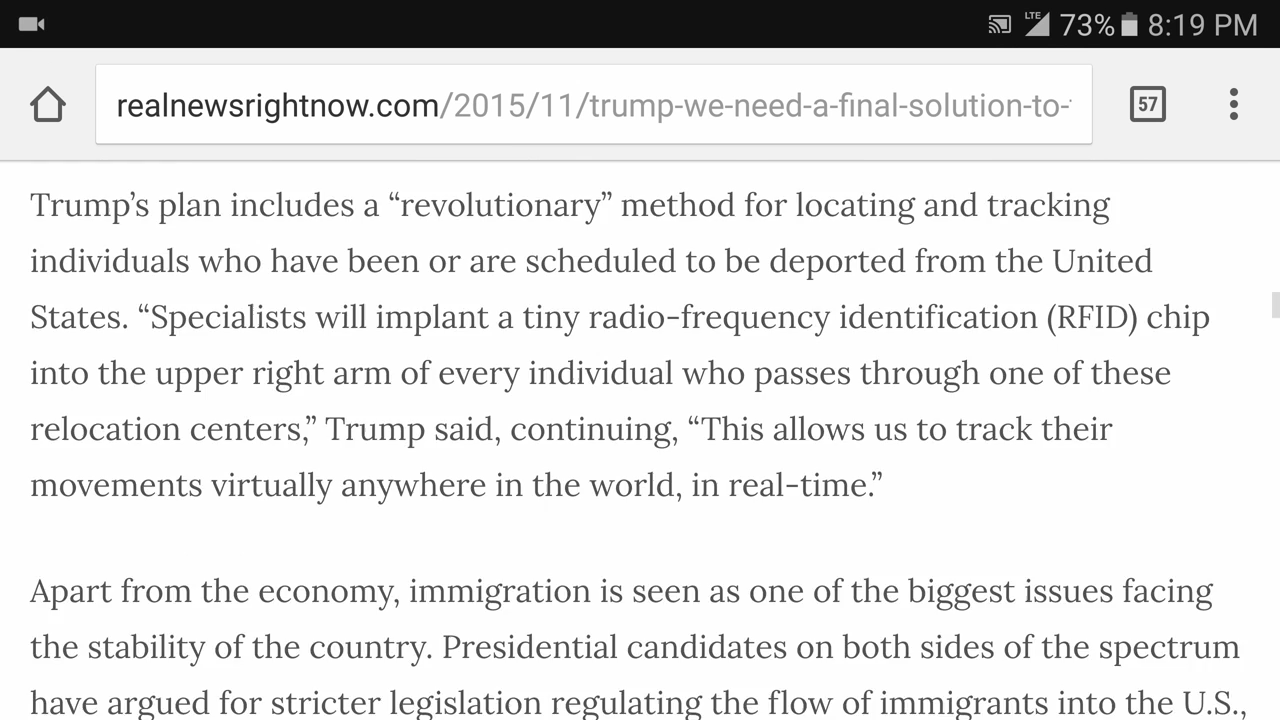 LTE 73% 8:19 PM
realnewsrightnow.com/2015/11/trump-we-need-a-final-solution-to-
57
Trump’s plan includes a “revolutionary” method for locating and tracking
individuals who have been or are scheduled to be deported from the United
States. “Specialists will implant a tiny radio-frequency identification (RFID) chip
into the upper right arm of every individual who passes through one of these
relocation centers,” Trump said, continuing, “This allows us to track their
movements virtually anywhere in the world, in real-time.”
Apart from the economy, immigration is seen as one of the biggest issues facing
the stability of the country. Presidential candidates on both sides of the spectrum
have argued for stricter legislation regulating the flow of immigrants into the U.S.,